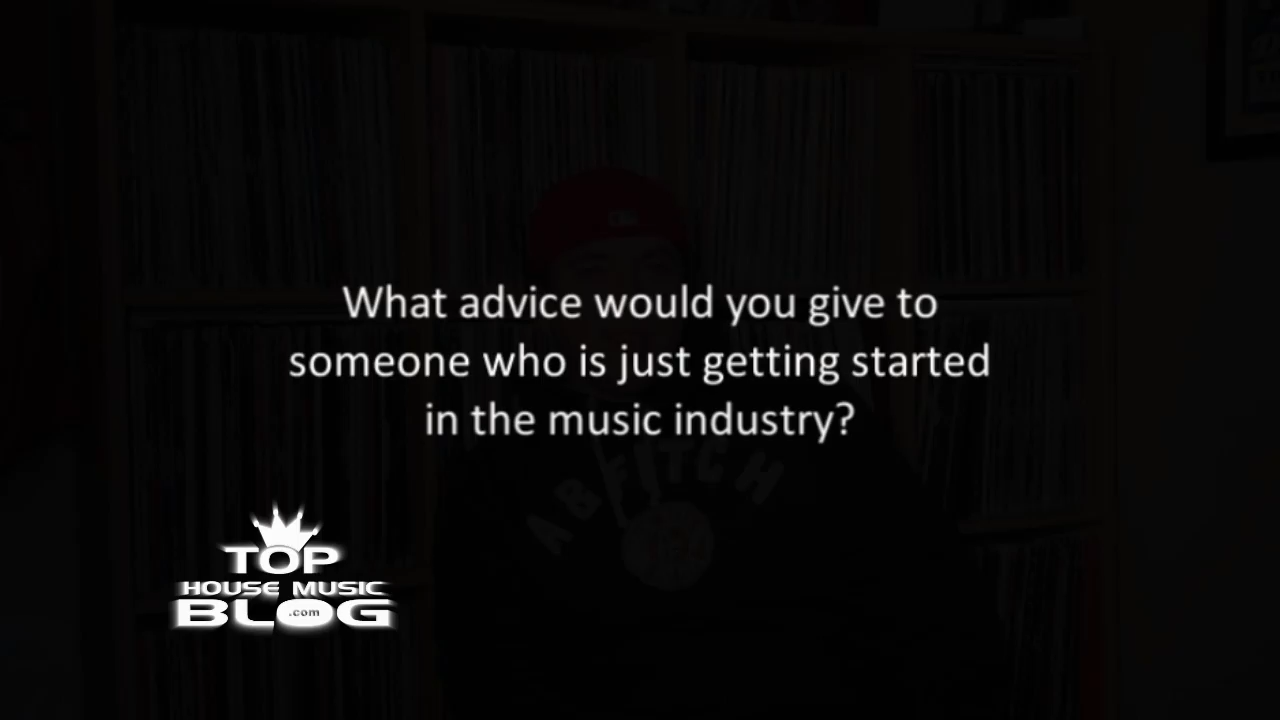 What advice would you give to
someone who is just getting started
in the music industry?
A&FITCH
TOP
HOUSE MUSIC
BLOG
.com